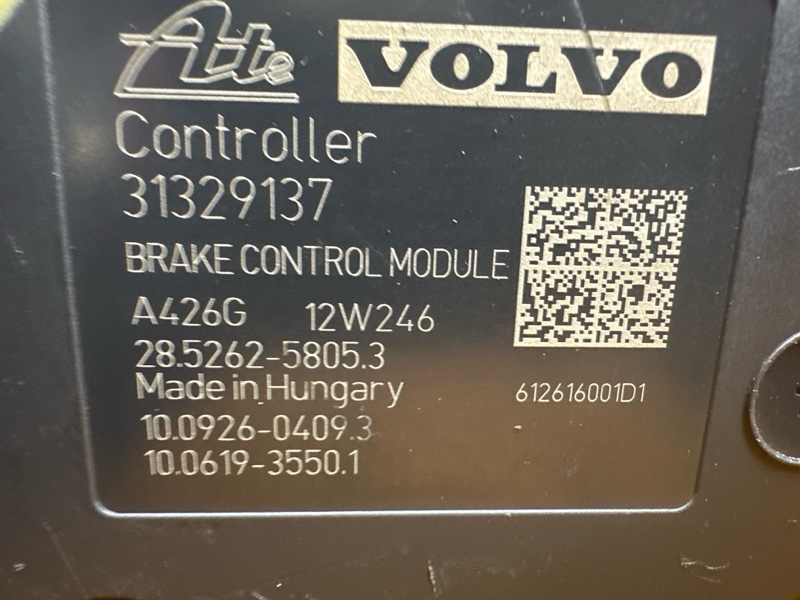 Ate VOLVO
Controller
31329137
BRAKE CONTROL MODULE
A426G 12W246
28.5262-5805.3
Made in Hungary
612616001D1
10.0926-0409.3
10.0619-3550.1